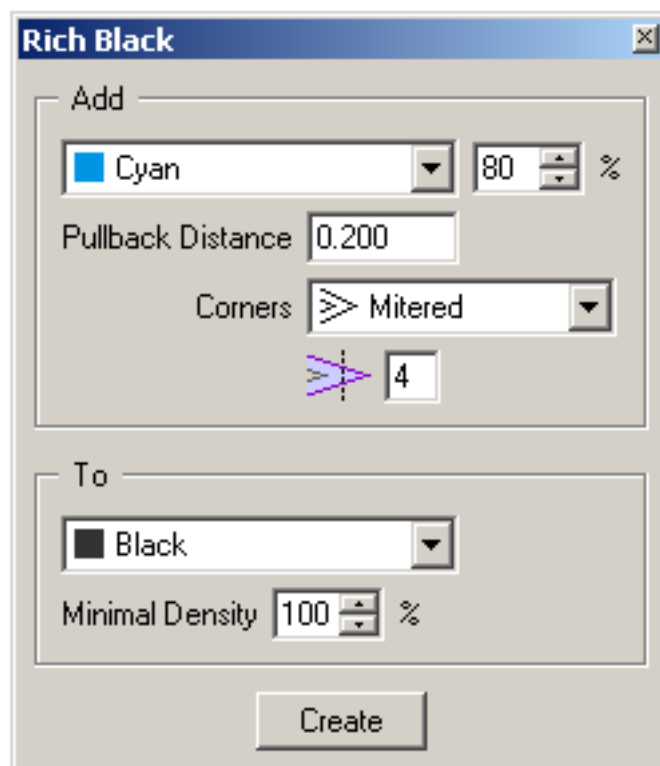 Rich Black
Add
Cyan 80 %
Pullback Distance 0.200
Corners Mitered
4
To
Black
Minimal Density 100 %
Create